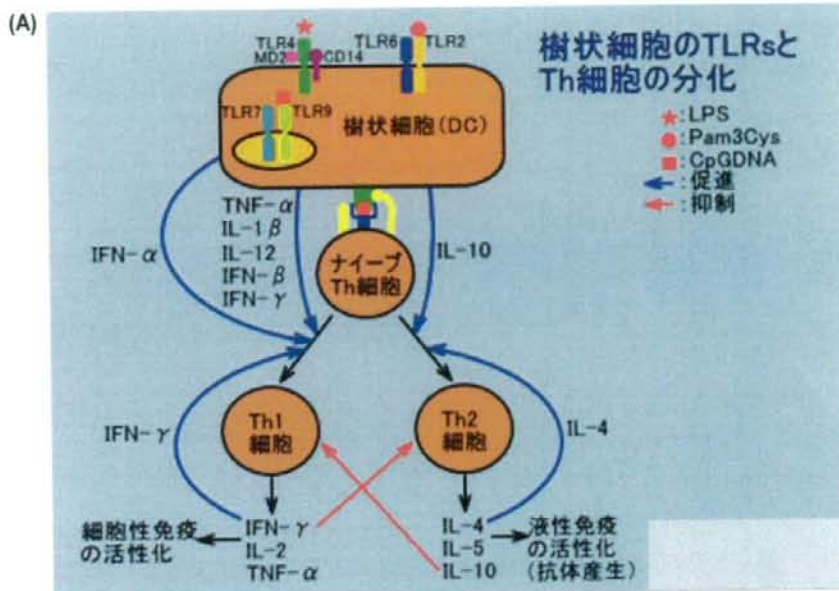 (A)
樹状細胞のTLRsと
Th細胞の分化
★:LPS
●:Pam3Cys
■:CpGDNA
:促進
:抑制
TLR4
MD2
CD14
TLR6
TLR2
TLR7
TLR9
樹状細胞(DC)
IFN-α
TNF-α
IL-1β
IL-12
IFN-β
IFN-γ
ナイーブ
Th細胞
IL-10
Th1
細胞
Th2
細胞
IFN-γ
IL-4
細胞性免疫
の活性化
IFN-γ
IL-2
TNF-α
IL-4
IL-5
IL-10
液性免疫
の活性化
(抗体産生)